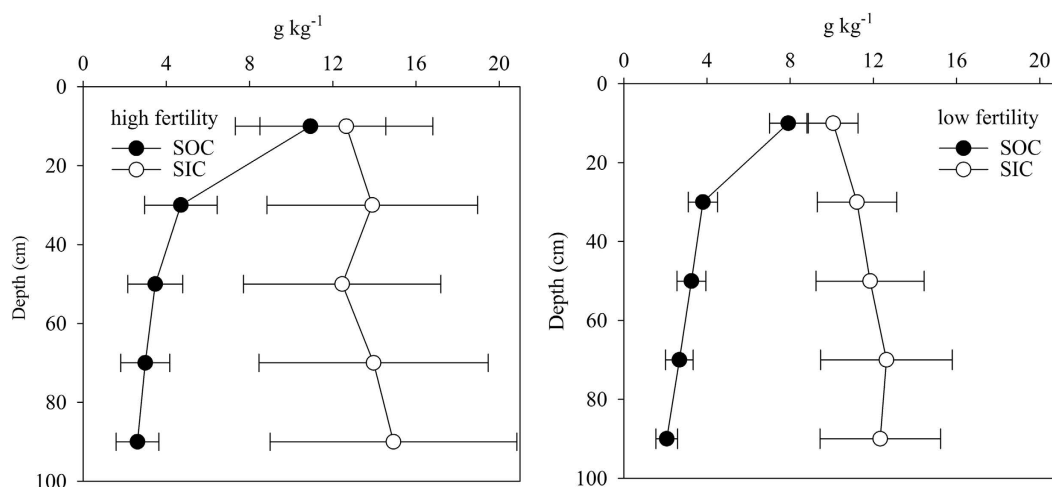 g kg⁻¹
0 4 8 12 16 20
0
20
40
60
80
100
Depth (cm)
high fertility
SOC
SIC
g kg⁻¹
0 4 8 12 16 20
0
20
40
60
80
100
Depth (cm)
low fertility
SOC
SIC